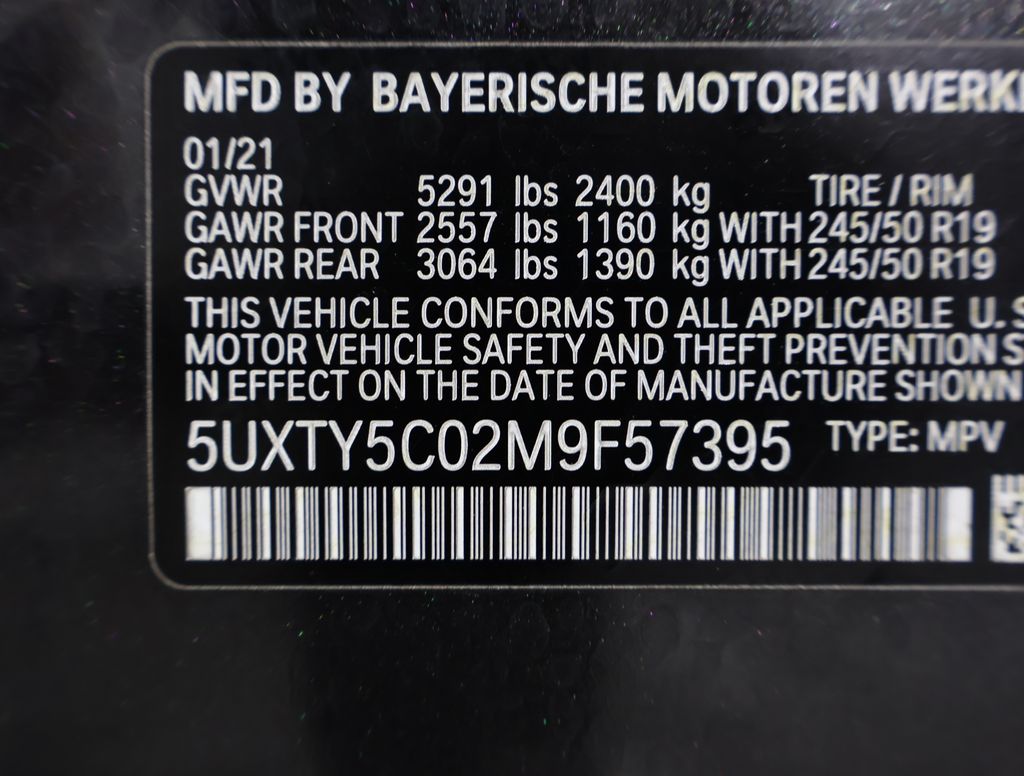 MFD BY BAYERISCHE MOTOREN
01/21
GVWR 5291 lbs 2400 kg TIRE / RIM
GAWR FRONT 2557 lbs 1160 kg WITH 245/50 R19
GAWR REAR 3064 lbs 1390 kg WITH 245/50 R19
THIS VEHICLE CONFORMS TO ALL APPLICABLE U.S
MOTOR VEHICLE SAFETY AND THEFT PREVENTION S
IN EFFECT ON THE DATE OF MANUFACTURE SHOWN
5UXTY5C02M9F57395 TYPE: MPV